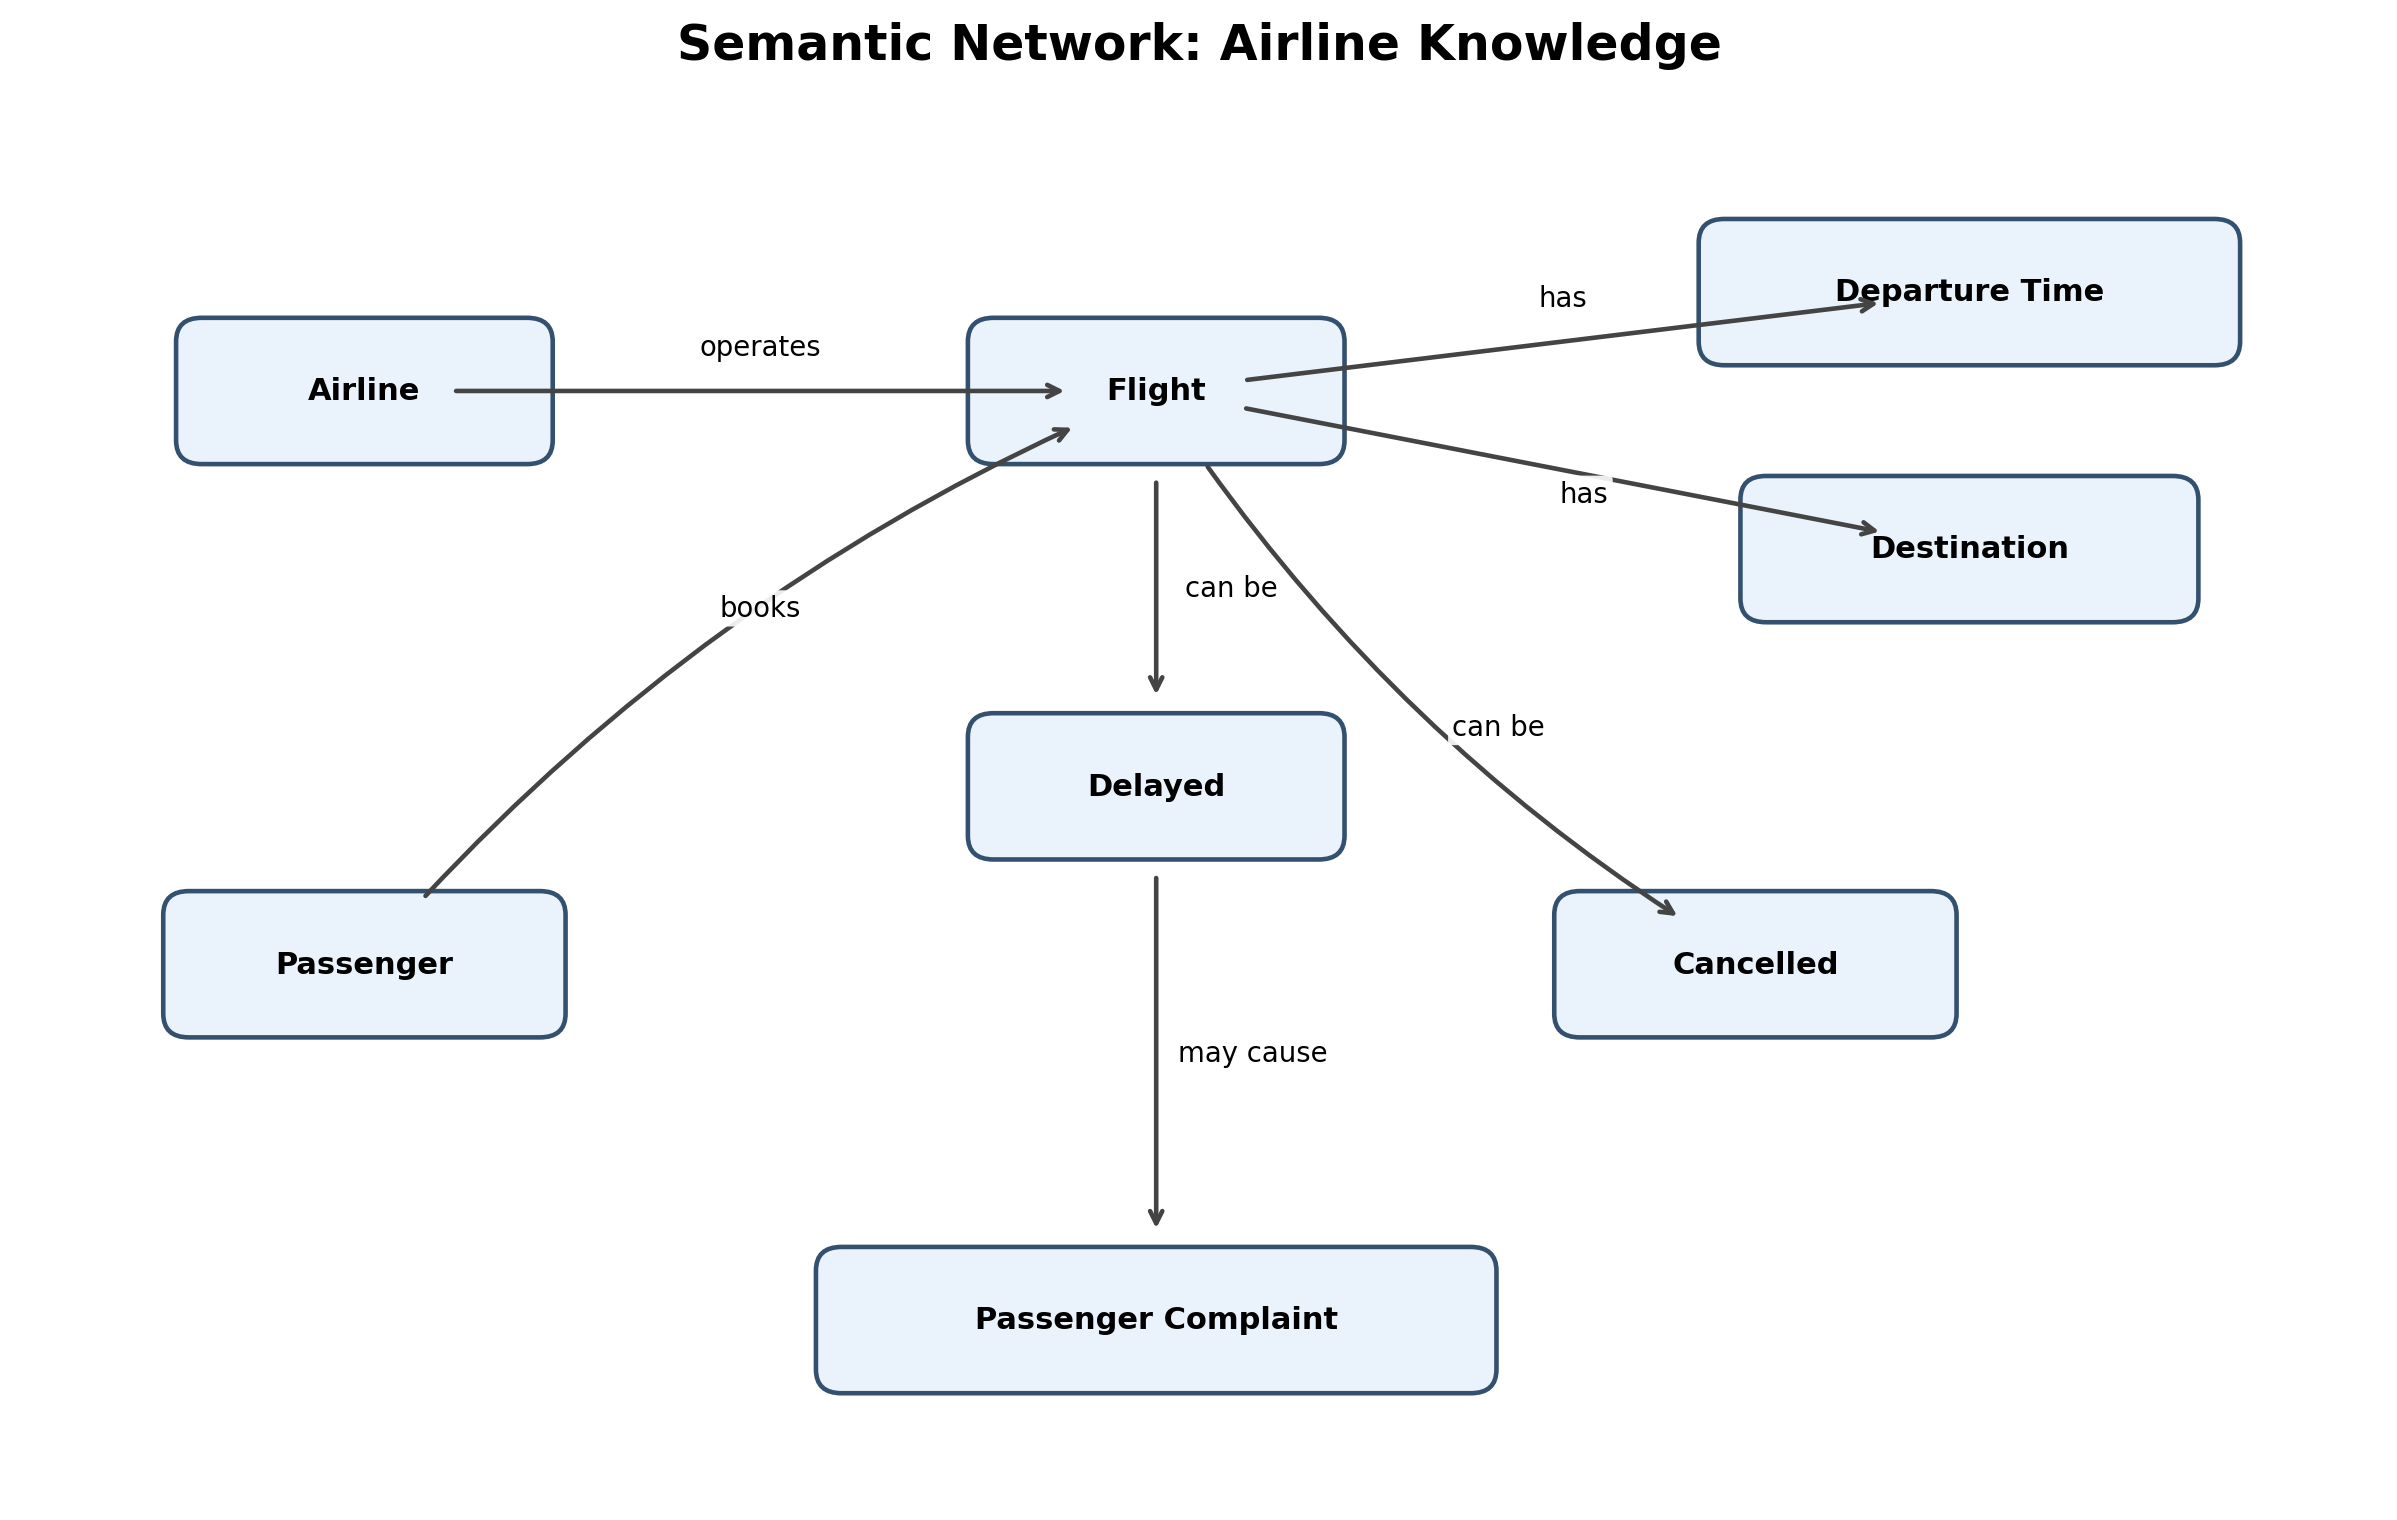 Semantic Network: Airline Knowledge
Departure Time
has
operates
Airline
Flight
has
Destination
can be
books
can be
Delayed
Passenger
Cancelled
may cause
Passenger Complaint